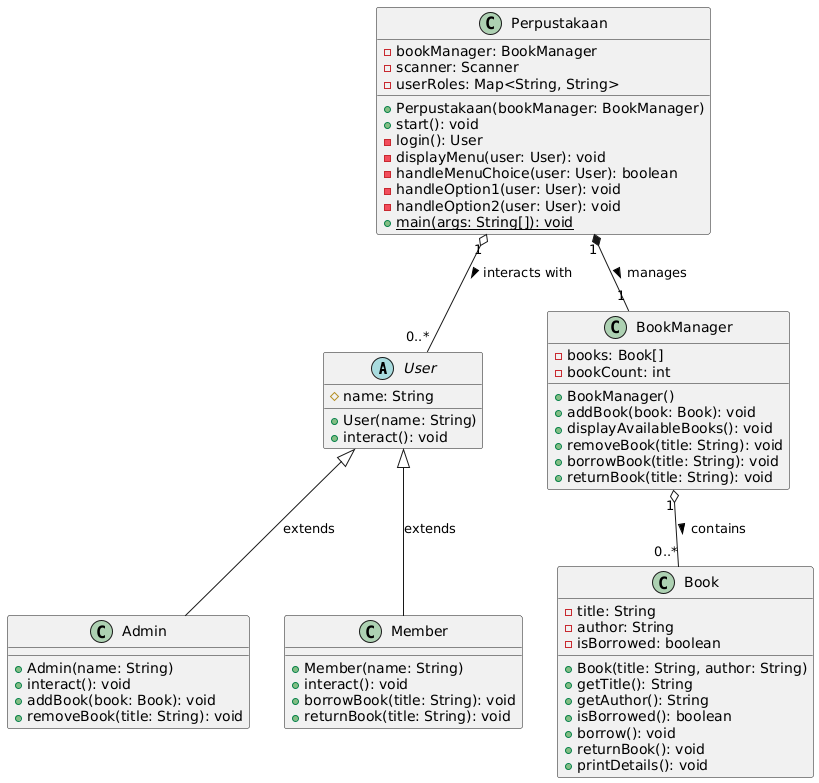 C Perpustakaan
bookManager: BookManager
scanner: Scanner
userRoles: Map<String, String>
Perpustakaan(bookManager: BookManager)
start(): void
login(): User
displayMenu(user: User): void
handleMenuChoice(user: User): boolean
handleOption1(user: User): void
handleOption2(user: User): void
main(args: String[]): void
1
1
interacts with
manages
0..*
1
A User
name: String
User(name: String)
interact(): void
C BookManager
books: Book[]
bookCount: int
BookManager()
addBook(book: Book): void
displayAvailableBooks(): void
removeBook(title: String): void
borrowBook(title: String): void
returnBook(title: String): void
extends
extends
1
contains
0..*
C Admin
Admin(name: String)
interact(): void
addBook(book: Book): void
removeBook(title: String): void
C Member
Member(name: String)
interact(): void
borrowBook(title: String): void
returnBook(title: String): void
C Book
title: String
author: String
isBorrowed: boolean
Book(title: String, author: String)
getTitle(): String
getAuthor(): String
isBorrowed(): boolean
borrow(): void
returnBook(): void
printDetails(): void